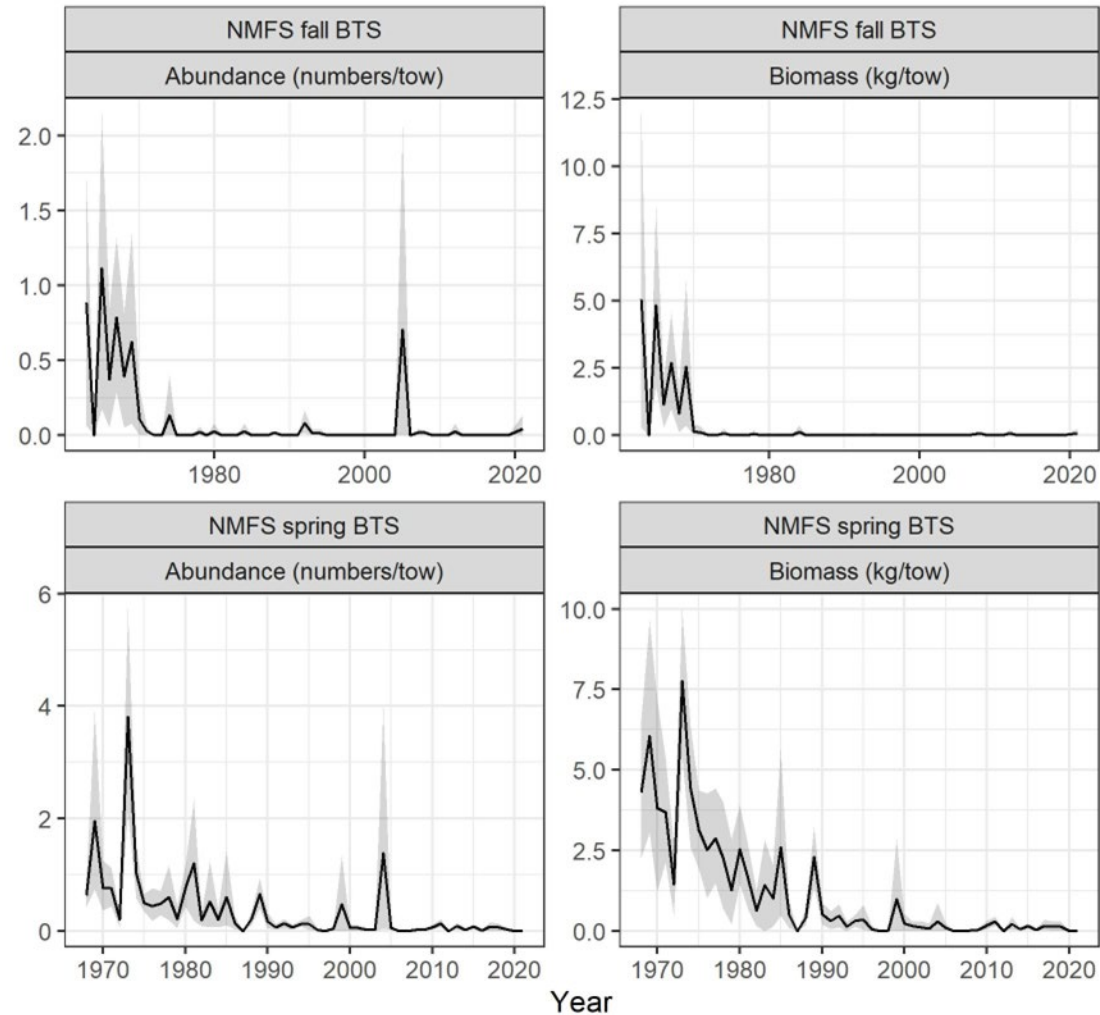 NMFS fall BTS
Abundance (numbers/tow)
2.0
1.5
1.0
0.5
0.0
1980 2000 2020
NMFS fall BTS
Biomass (kg/tow)
12.5
10.0
7.5
5.0
2.5
0.0
1980 2000 2020
NMFS spring BTS
Abundance (numbers/tow)
6
4
2
0
1970 1980 1990 2000 2010 2020
NMFS spring BTS
Biomass (kg/tow)
10.0
7.5
5.0
2.5
0.0
1970 1980 1990 2000 2010 2020
Year